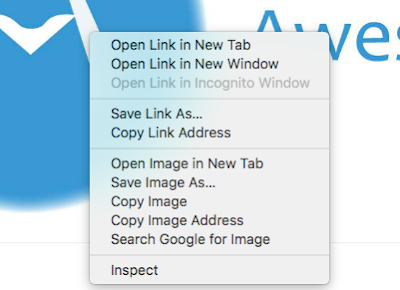 Awes
Open Link in New Tab
Open Link in New Window
Open Link in Incognito Window
Save Link As...
Copy Link Address
Open Image in New Tab
Save Image As...
Copy Image
Copy Image Address
Search Google for Image
Inspect